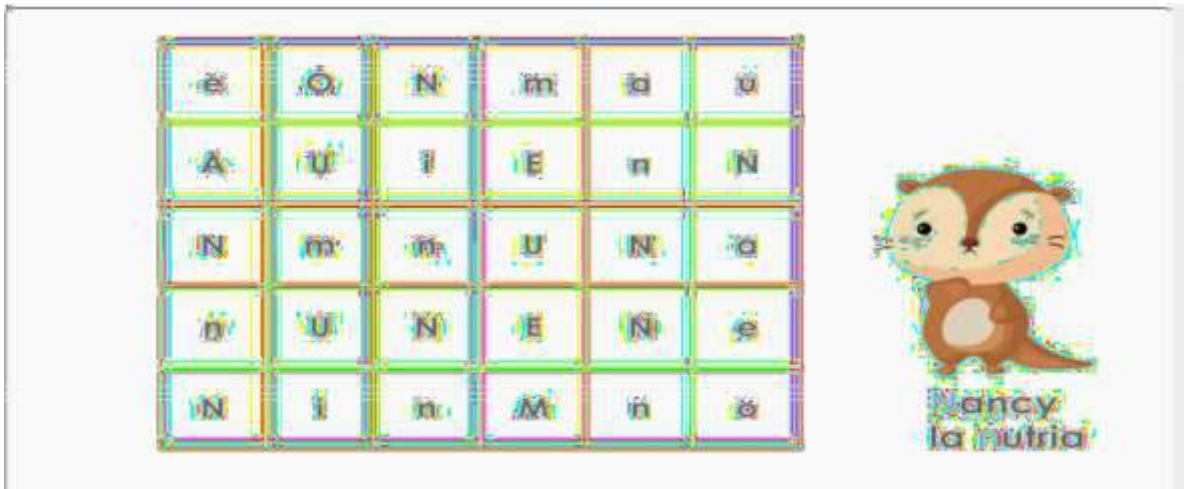 e O N m a u
A U i E n N
N m n U N a
n U N E N e
N i n M n o
Nancy
la nutria